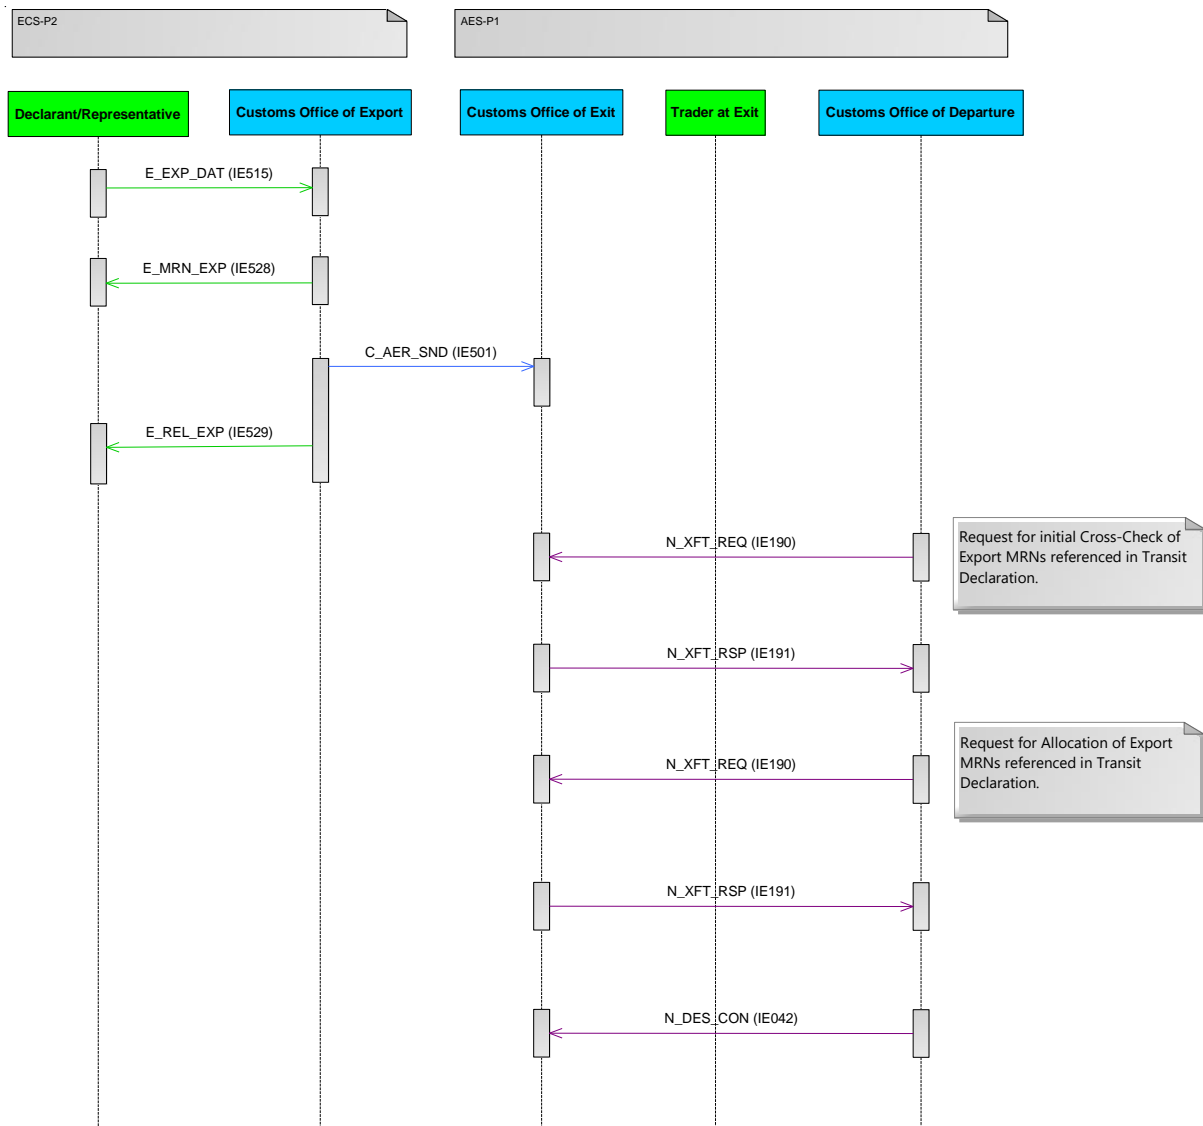 ECS-P2
AES-P1
Declarant/Representative
Customs Office of Export
Customs Office of Exit
Trader at Exit
Customs Office of Departure
E_EXP_DAT (IE515)
E_MRN_EXP (IE528)
C_AER_SND (IE501)
E_REL_EXP (IE529)
N_XFT_REQ (IE190)
Request for initial Cross-Check of
Export MRNs referenced in Transit
Declaration.
N_XFT_RSP (IE191)
N_XFT_REQ (IE190)
Request for Allocation of Export
MRNs referenced in Transit
Declaration.
N_XFT_RSP (IE191)
N_DES_CON (IE042)